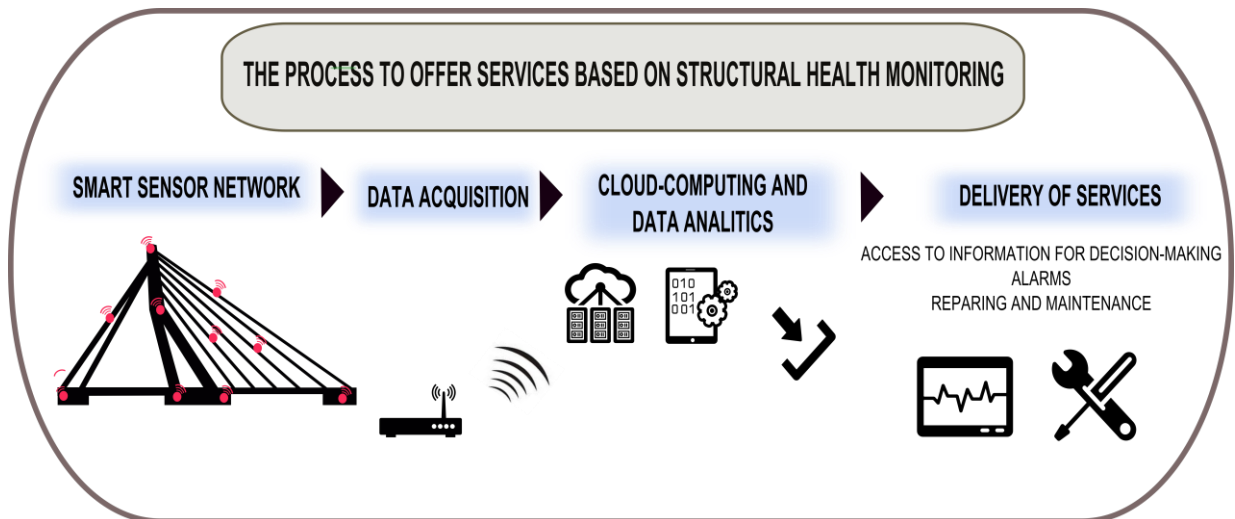 THE PROCESS TO OFFER SERVICES BASED ON STRUCTURAL HEALTH MONITORING
SMART SENSOR NETWORK
DATA ACQUISITION
CLOUD-COMPUTING AND
DATA ANALITICS
010
101
001
DELIVERY OF SERVICES
ACCESS TO INFORMATION FOR DECISION-MAKING
ALARMS
REPARING AND MAINTENANCE